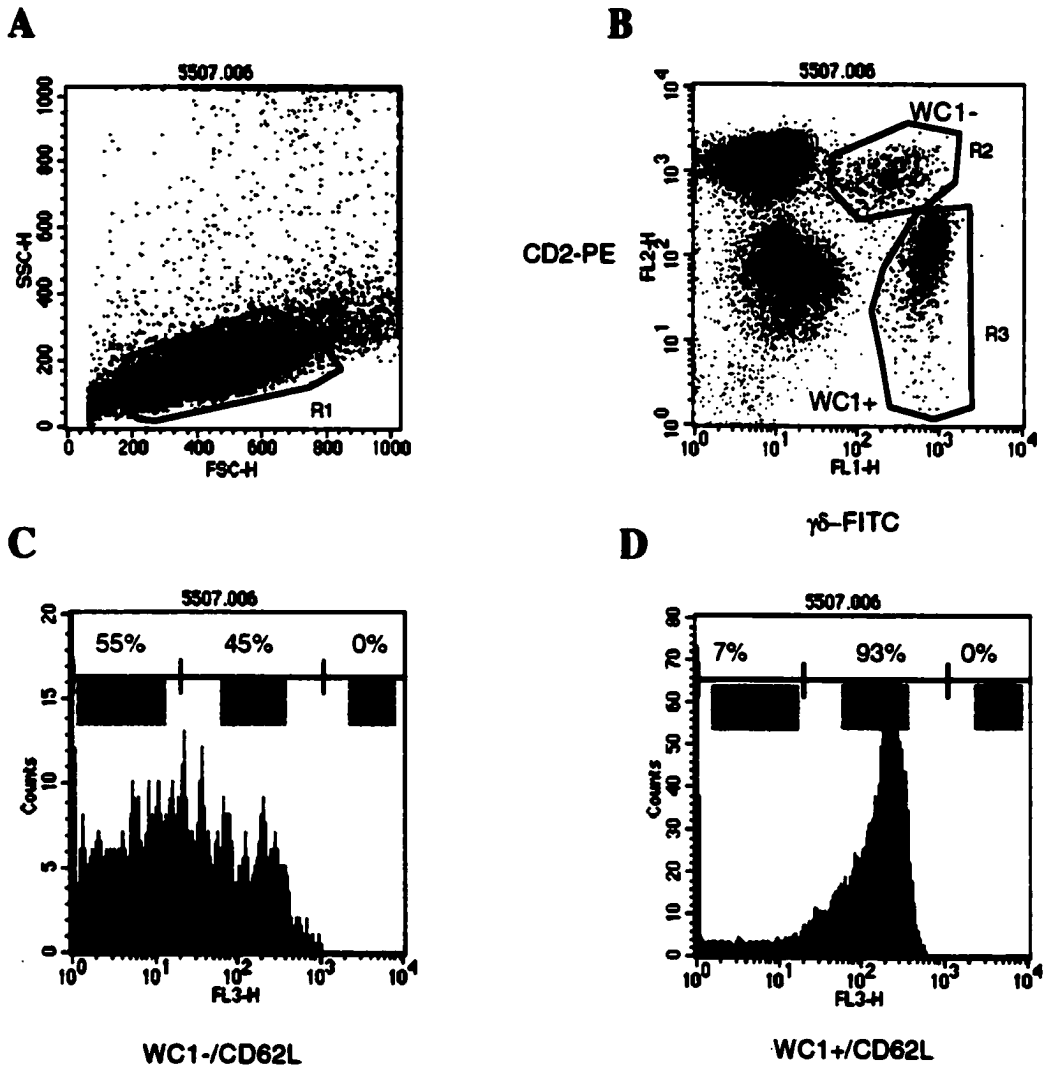 A
5507.006
1000
800
600
400
200
0
SSC-H
R1
0 200 400 600 800 1000
FSC-H
B
5507.006
10^4
10^3
10^2
10^1
10^0
CD2-PE
FL2-H
WC1-
R2
R3
WC1+
10^0 10^1 10^2 10^3 10^4
FL1-H
γδ-FITC
C
5507.006
20
15
10
5
0
Counts
55% 45% 0%
10^0 10^1 10^2 10^3 10^4
FL3-H
WC1-/CD62L
D
5507.006
80
70
60
50
40
30
20
10
0
Counts
7% 93% 0%
10^0 10^1 10^2 10^3 10^4
FL3-H
WC1+/CD62L